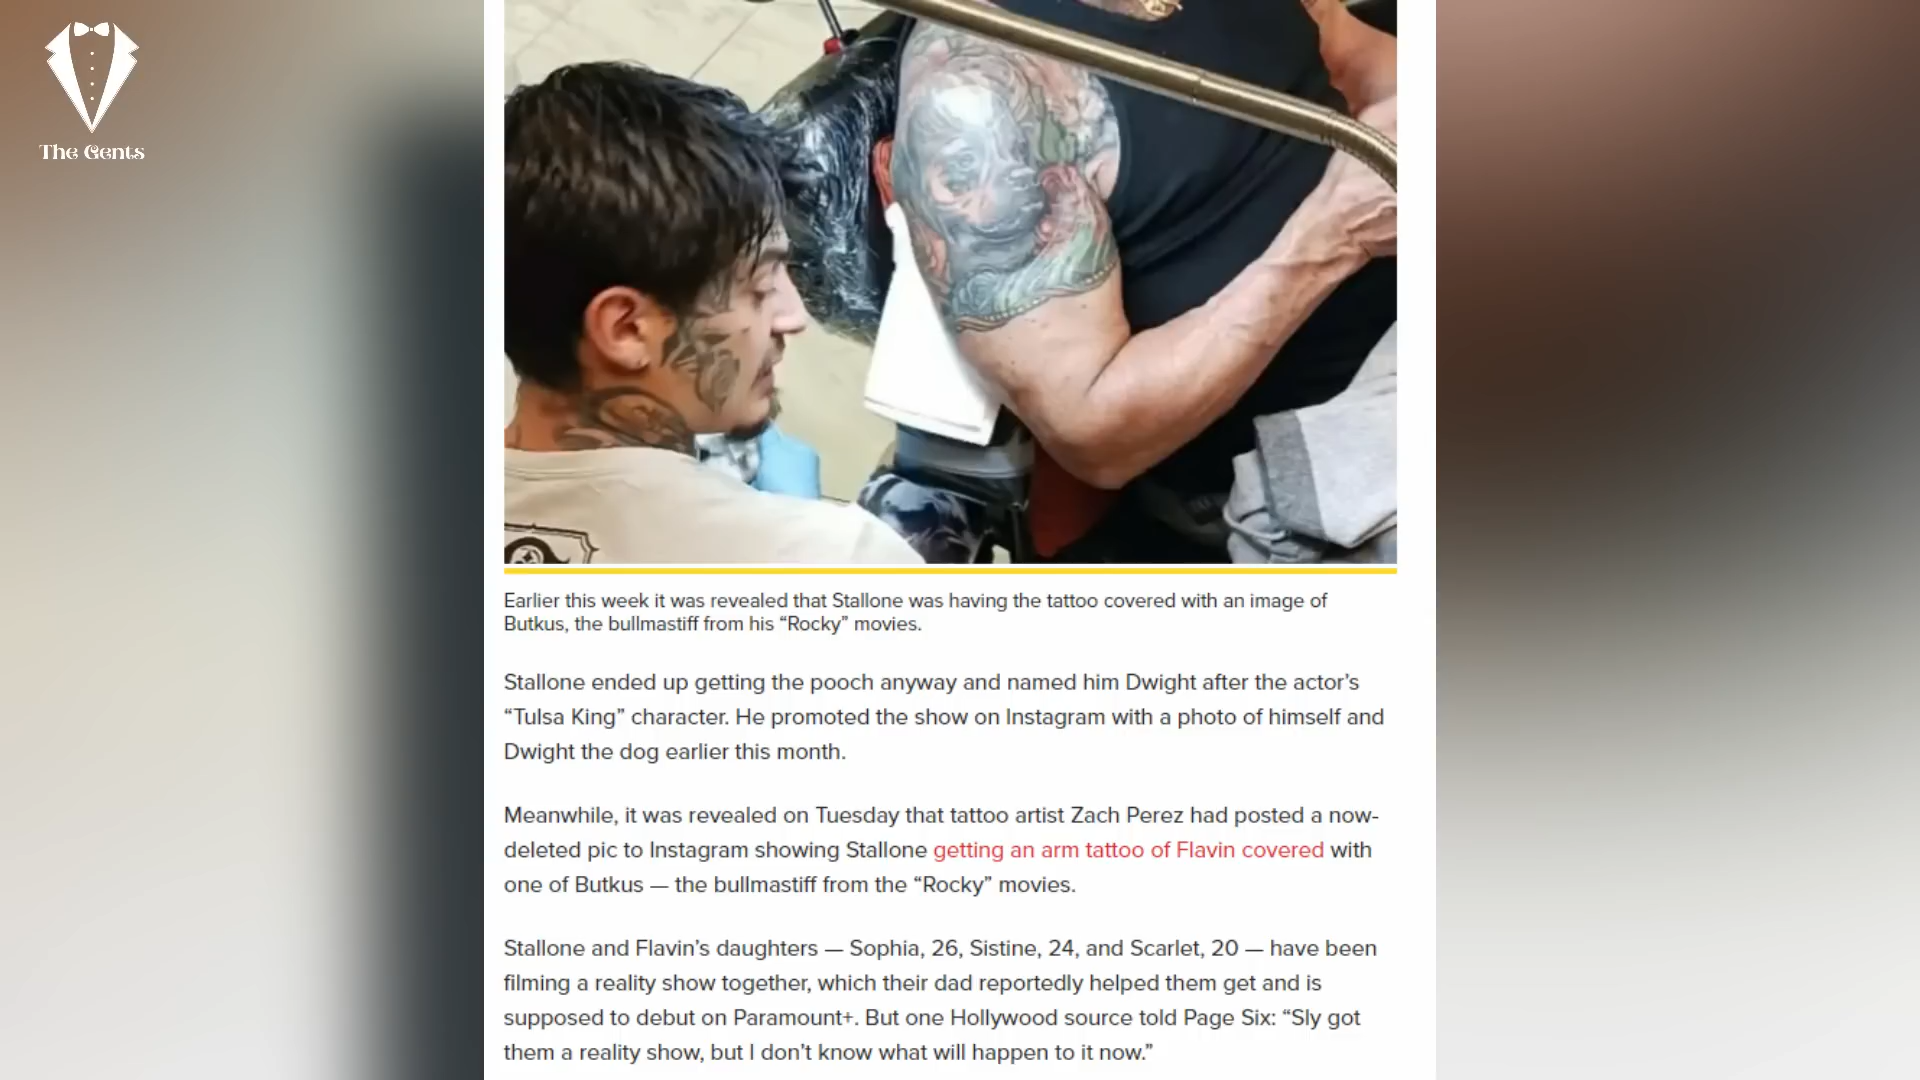 The Gents
Earlier this week it was revealed that Stallone was having the tattoo covered with an image of
Butkus, the bullmastiff from his “Rocky” movies.
Stallone ended up getting the pooch anyway and named him Dwight after the actor’s
“Tulsa King” character. He promoted the show on Instagram with a photo of himself and
Dwight the dog earlier this month.
Meanwhile, it was revealed on Tuesday that tattoo artist Zach Perez had posted a now-
deleted pic to Instagram showing Stallone getting an arm tattoo of Flavin covered with
one of Butkus — the bullmastiff from the “Rocky” movies.
Stallone and Flavin’s daughters — Sophia, 26, Sistine, 24, and Scarlet, 20 — have been
filming a reality show together, which their dad reportedly helped them get and is
supposed to debut on Paramount+. But one Hollywood source told Page Six: “Sly got
them a reality show, but I don’t know what will happen to it now.”